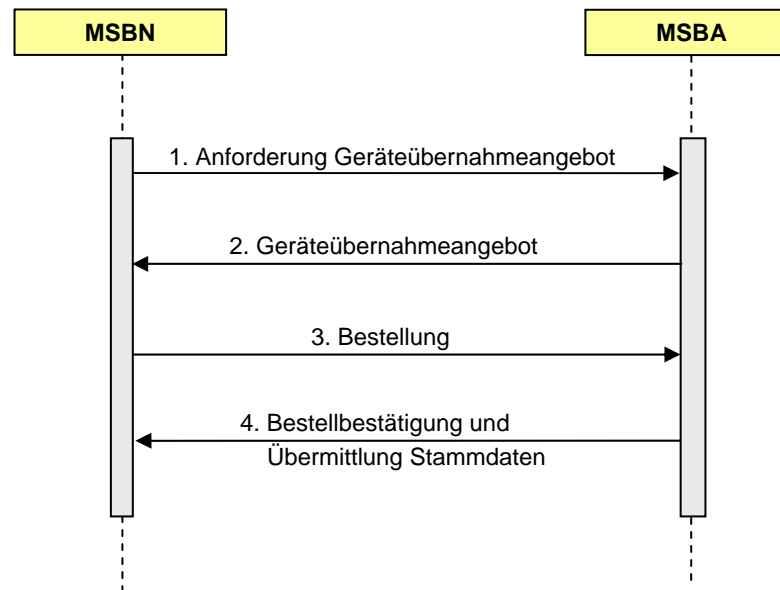 MSBN
MSBA
1. Anforderung Geräteübernahmeangebot
2. Geräteübernahmeangebot
3. Bestellung
4. Bestellbestätigung und
Übermittlung Stammdaten